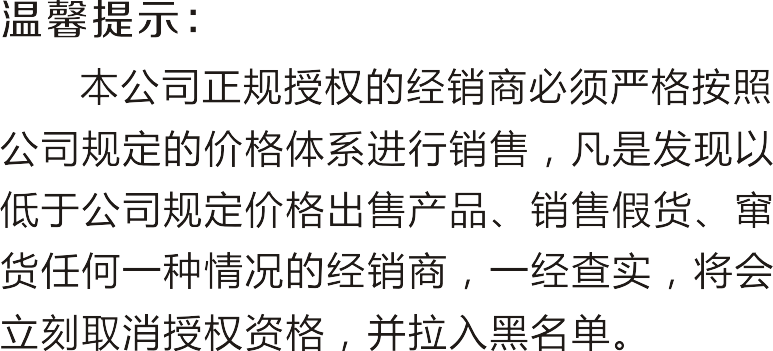 温馨提示：
本公司正规授权的经销商必须严格按照
公司规定的价格体系进行销售，凡是发现以
低于公司规定价格出售产品、销售假货、窜
货任何一种情况的经销商，一经查实，将会
立刻取消授权资格，并拉入黑名单。